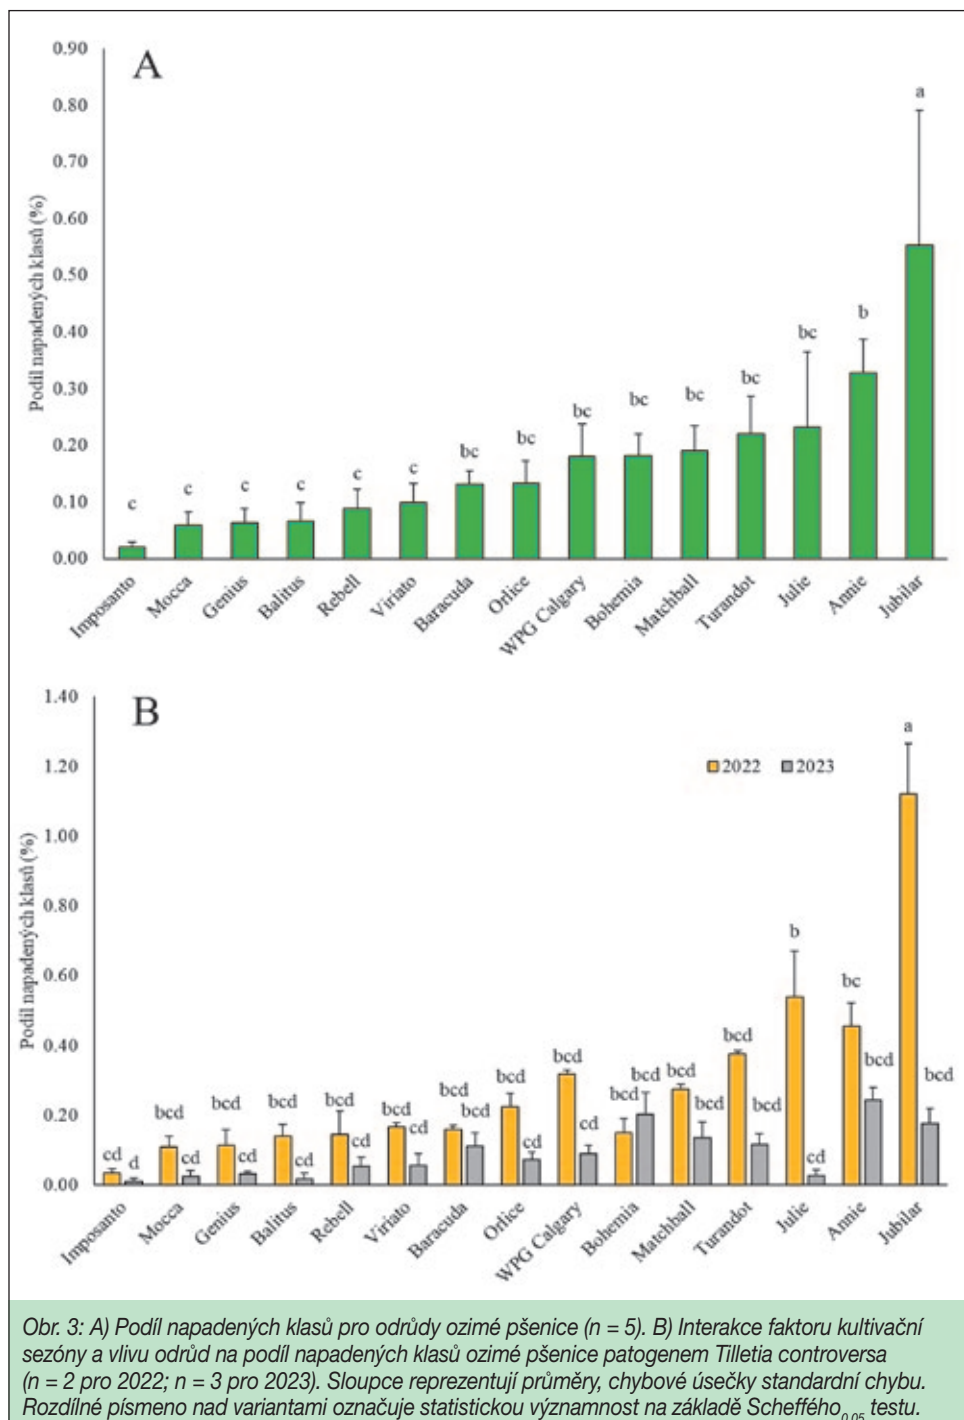 A
Podíl napadených klasů (%)
0.90
0.80
0.70
0.60
0.50
0.40
0.30
0.20
0.10
0.00
c
c
c
c
c
c
bc
bc
bc
bc
bc
bc
bc
b
a
Imposanto
Mocca
Genius
Balitus
Rebell
Viriato
Baracuda
Orlice
WPG Calgary
Bohemia
Matchball
Turandot
Julie
Annie
Jubilar
B
Podíl napadených klasů (%)
1.40
1.20
1.00
0.80
0.60
0.40
0.20
0.00
2022 2023
cd d
bcd cd
bcd cd
bcd cd
bcd cd
bcd cd
bcd bcd
bcd cd
bcd cd
bcd bcd
bcd bcd
bcd bcd
b cd
bc bcd
a bcd
Imposanto
Mocca
Genius
Balitus
Rebell
Viriato
Baracuda
Orlice
WPG Calgary
Bohemia
Matchball
Turandot
Julie
Annie
Jubilar
Obr. 3: A) Podíl napadených klasů pro odrůdy ozimé pšenice (n = 5). B) Interakce faktoru kultivační
sezóny a vlivu odrůd na podíl napadených klasů ozimé pšenice patogenem Tilletia controversa
(n = 2 pro 2022; n = 3 pro 2023). Sloupce reprezentují průměry, chybové úsečky standardní chybu.
Rozdílné písmeno nad variantami označuje statistickou významnost na základě Scheffého0,05 testu.